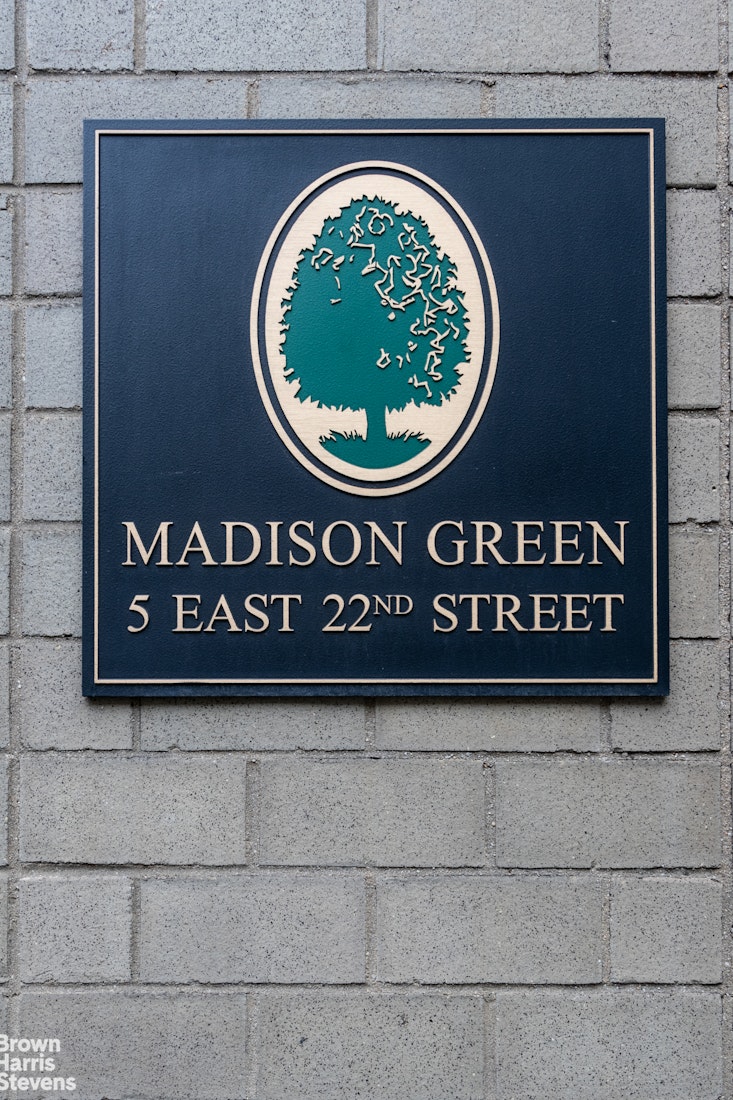 MADISON GREEN
5 EAST 22ND STREET
Brown
Harris
Stevens